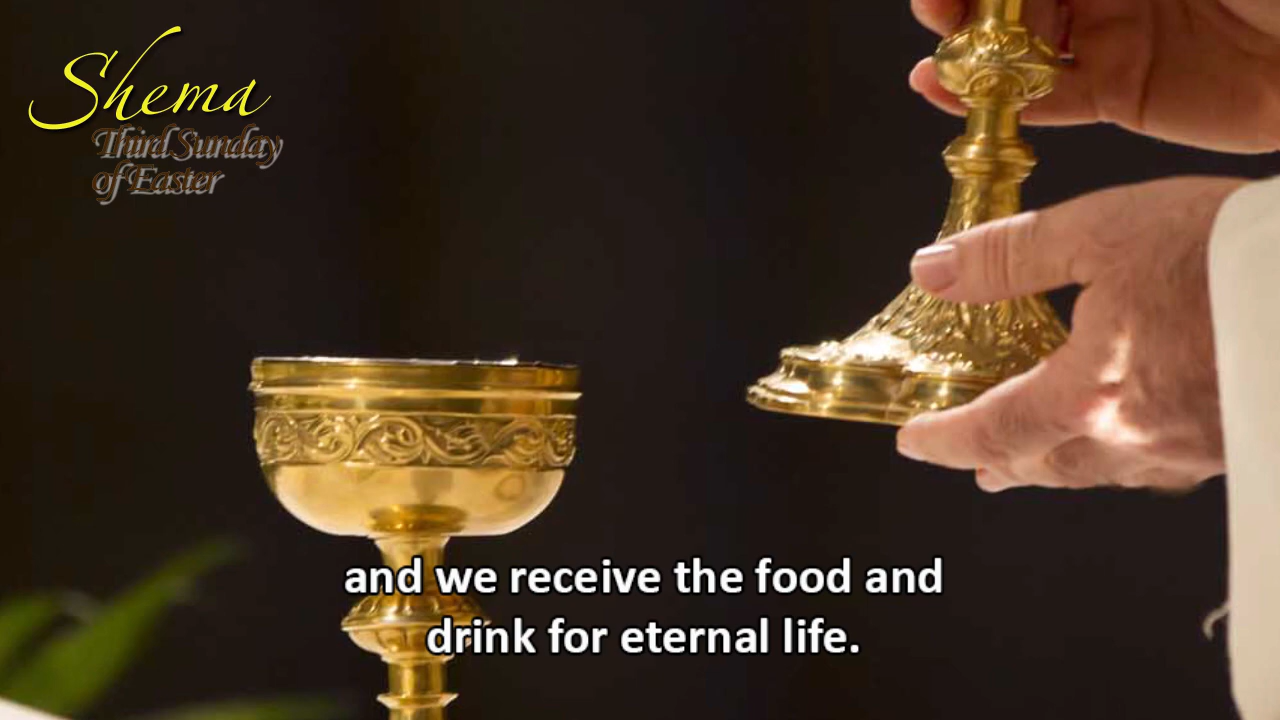 Shema
Third Sunday
of Easter
and we receive the food and
drink for eternal life.